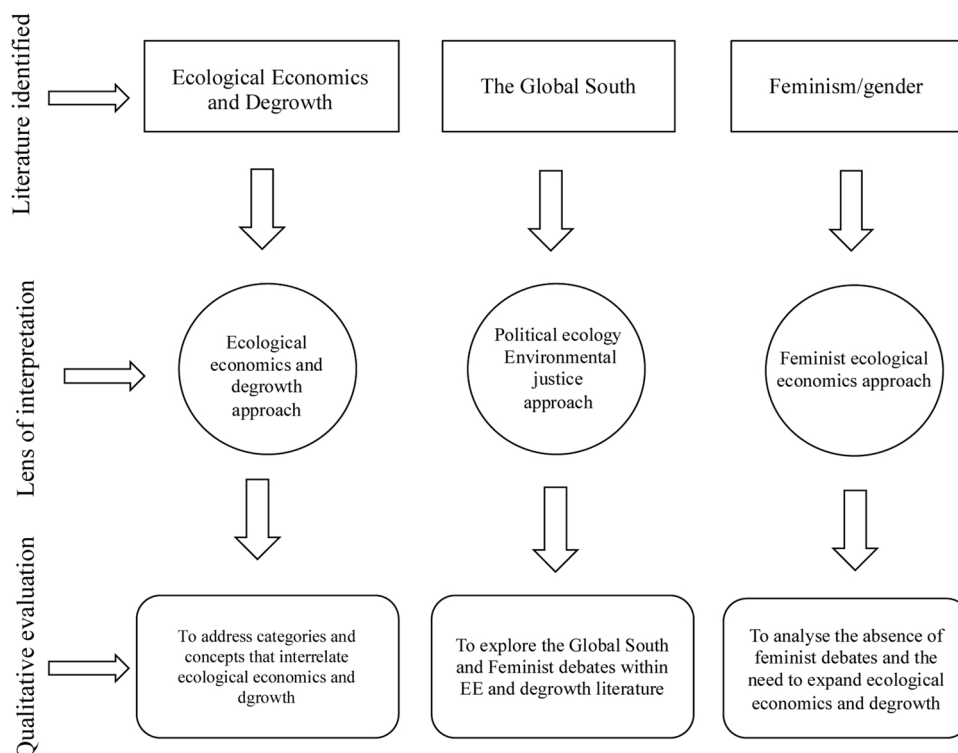 Literature identified
Ecological Economics
and Degrowth
The Global South
Feminism/gender
Lens of interpretation
Ecological
economics and
degrowth
approach
Political ecology
Environmental
justice
approach
Feminist ecological
economics approach
Qualitative evaluation
To address categories and
concepts that interrelate
ecological economics and
dgrowth
To explore the Global South
and Feminist debates within
EE and degrowth literature
To analyse the absence of
feminist debates and the
need to expand ecological
economics and degrowth